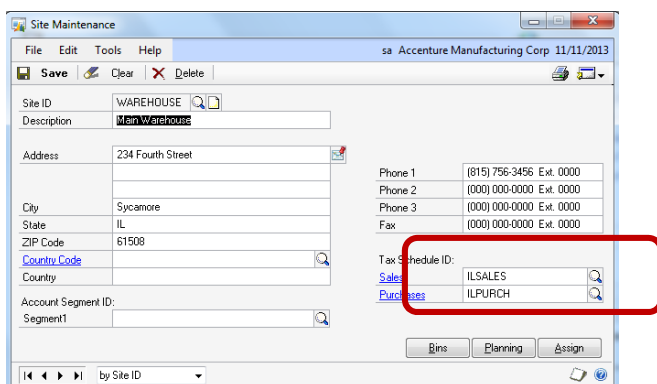 Site Maintenance
File Edit Tools Help sa Accenture Manufacturing Corp 11/11/2013
Save Clear Delete
Site ID WAREHOUSE
Description Main Warehouse
Address 234 Fourth Street
Phone 1 (815) 756-3456 Ext. 0000
Phone 2 (000) 000-0000 Ext. 0000
City Sycamore Phone 3 (000) 000-0000 Ext. 0000
State IL Fax (000) 000-0000 Ext. 0000
ZIP Code 61508
Country Code Tax Schedule ID:
Country Sales ILSALES
Purchases ILPURCH
Account Segment ID:
Segment1
Bins Planning Assign
by Site ID